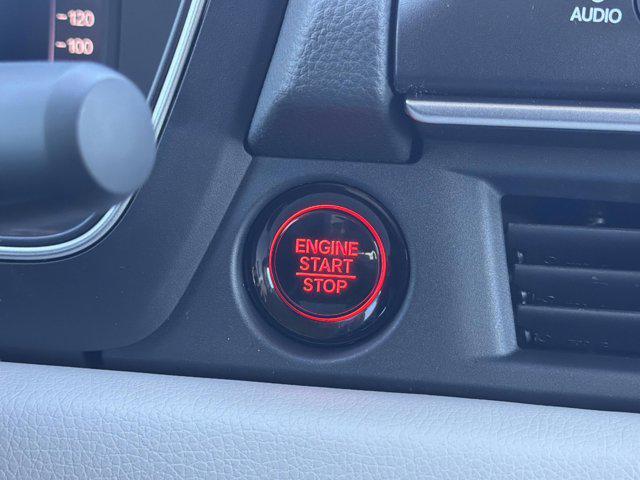 120
100
AUDIO
ENGINE
START
STOP